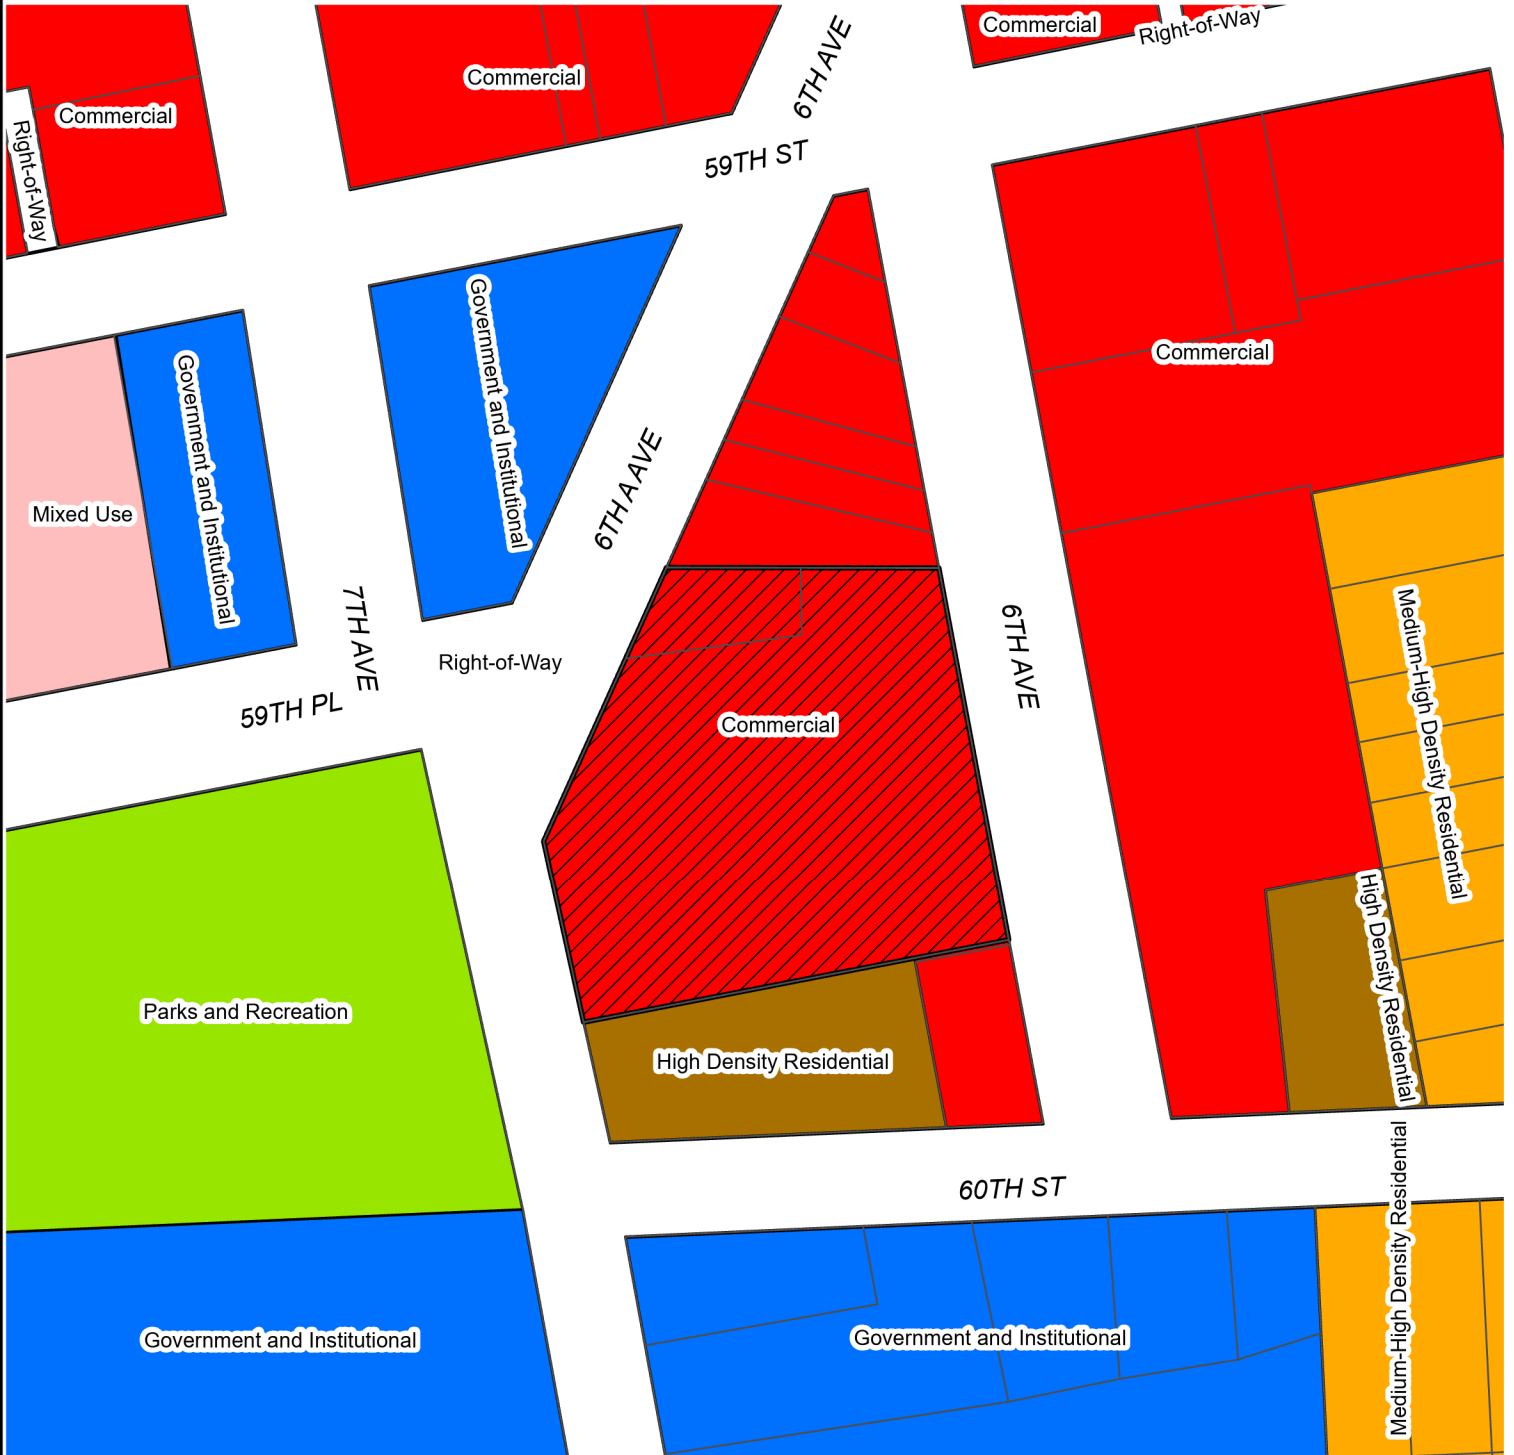 Commercial
Right-of-Way
Commercial
6TH AVE
Commercial
Right-of-Way
59TH ST
Government and Institutional
Commercial
Government and Institutional
6TH A AVE
Mixed Use
7TH AVE
6TH AVE
Medium-High Density Residential
Right-of-Way
59TH PL
Commercial
High Density Residential
Parks and Recreation
High Density Residential
60TH ST
Medium-High Density Residential
Government and Institutional
Government and Institutional